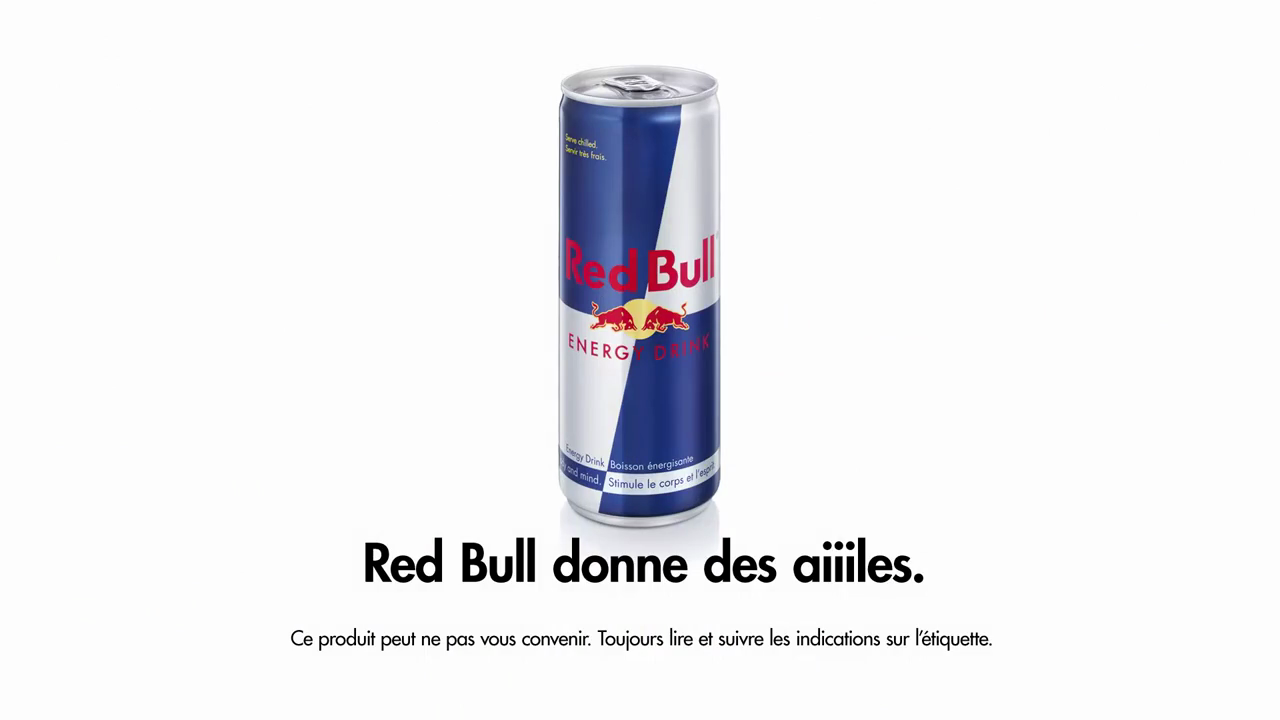 Serve chilled.
Servir très frais.
Red Bull
ENERGY DRINK
Energy Drink Boisson énergisante
and mind. Stimule le corps et l'esprit
Red Bull donne des aiiiles.
Ce produit peut ne pas vous convenir. Toujours lire et suivre les indications sur l'étiquette.